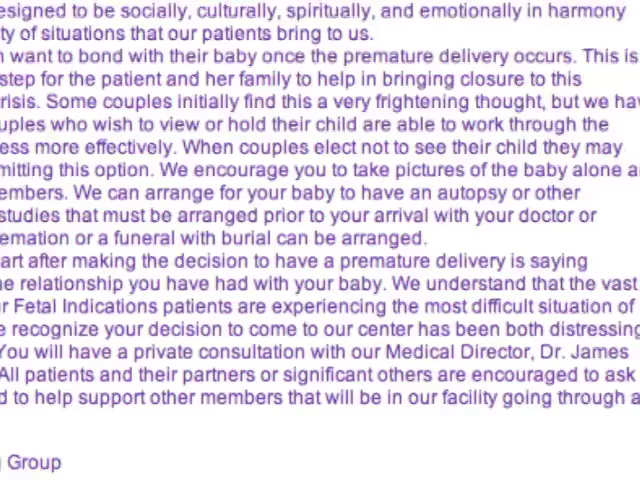 esigned to be socially, culturally, spiritually, and emotionally in harmony
ty of situations that our patients bring to us.
want to bond with their baby once the premature delivery occurs. This is
step for the patient and her family to help in bringing closure to this
risis. Some couples initially find this a very frightening thought, but we hav
uples who wish to view or hold their child are able to work through the
ess more effectively. When couples elect not to see their child they may
mitting this option. We encourage you to take pictures of the baby alone a
embers. We can arrange for your baby to have an autopsy or other
studies that must be arranged prior to your arrival with your doctor or
emation or a funeral with burial can be arranged.
art after making the decision to have a premature delivery is saying
e relationship you have had with your baby. We understand that the vast
r Fetal Indications patients are experiencing the most difficult situation of
e recognize your decision to come to our center has been both distressing
You will have a private consultation with our Medical Director, Dr. James
All patients and their partners or significant others are encouraged to ask
d to help support other members that will be in our facility going through a
Group